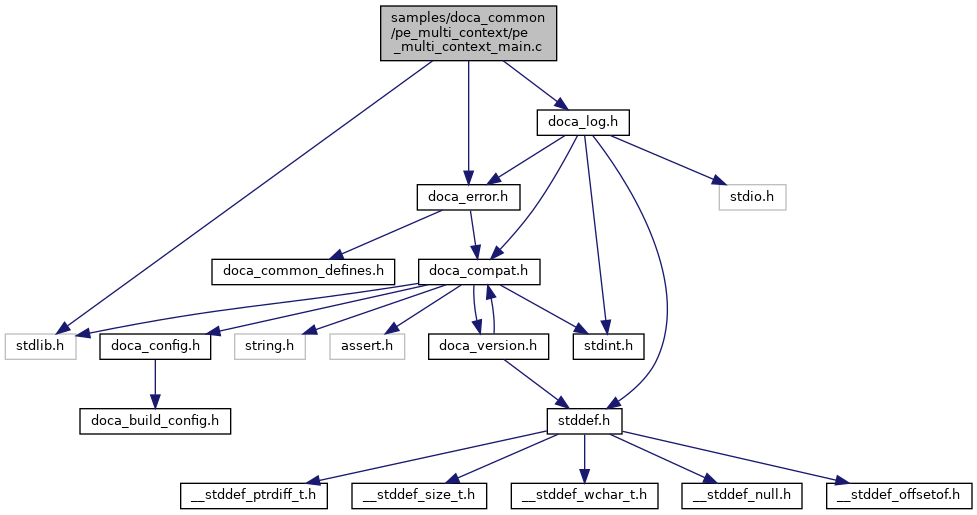 samples/doca_common
/pe_multi_context/pe
_multi_context_main.c
doca_log.h
doca_error.h
stdio.h
doca_common_defines.h
doca_compat.h
stdlib.h
doca_config.h
string.h
assert.h
doca_version.h
stdint.h
doca_build_config.h
stddef.h
__stddef_ptrdiff_t.h
__stddef_size_t.h
__stddef_wchar_t.h
__stddef_null.h
__stddef_offsetof.h